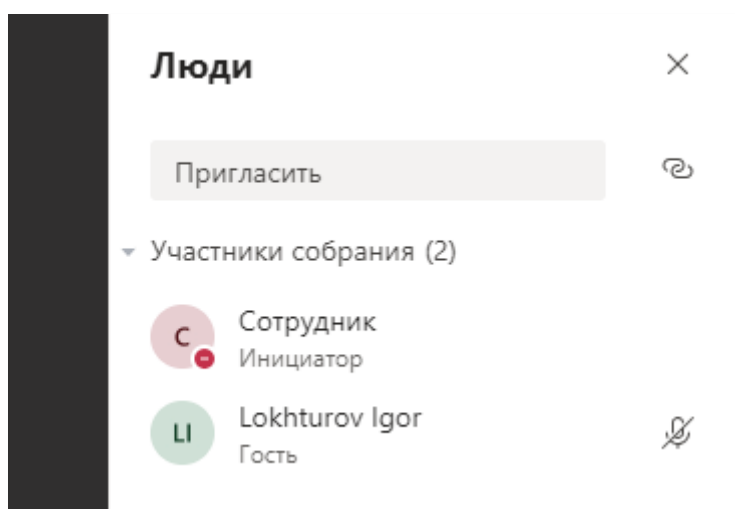 Люди
Пригласить
Участники собрания (2)
С
Сотрудник
Инициатор
LI
Lokhturov Igor
Гость